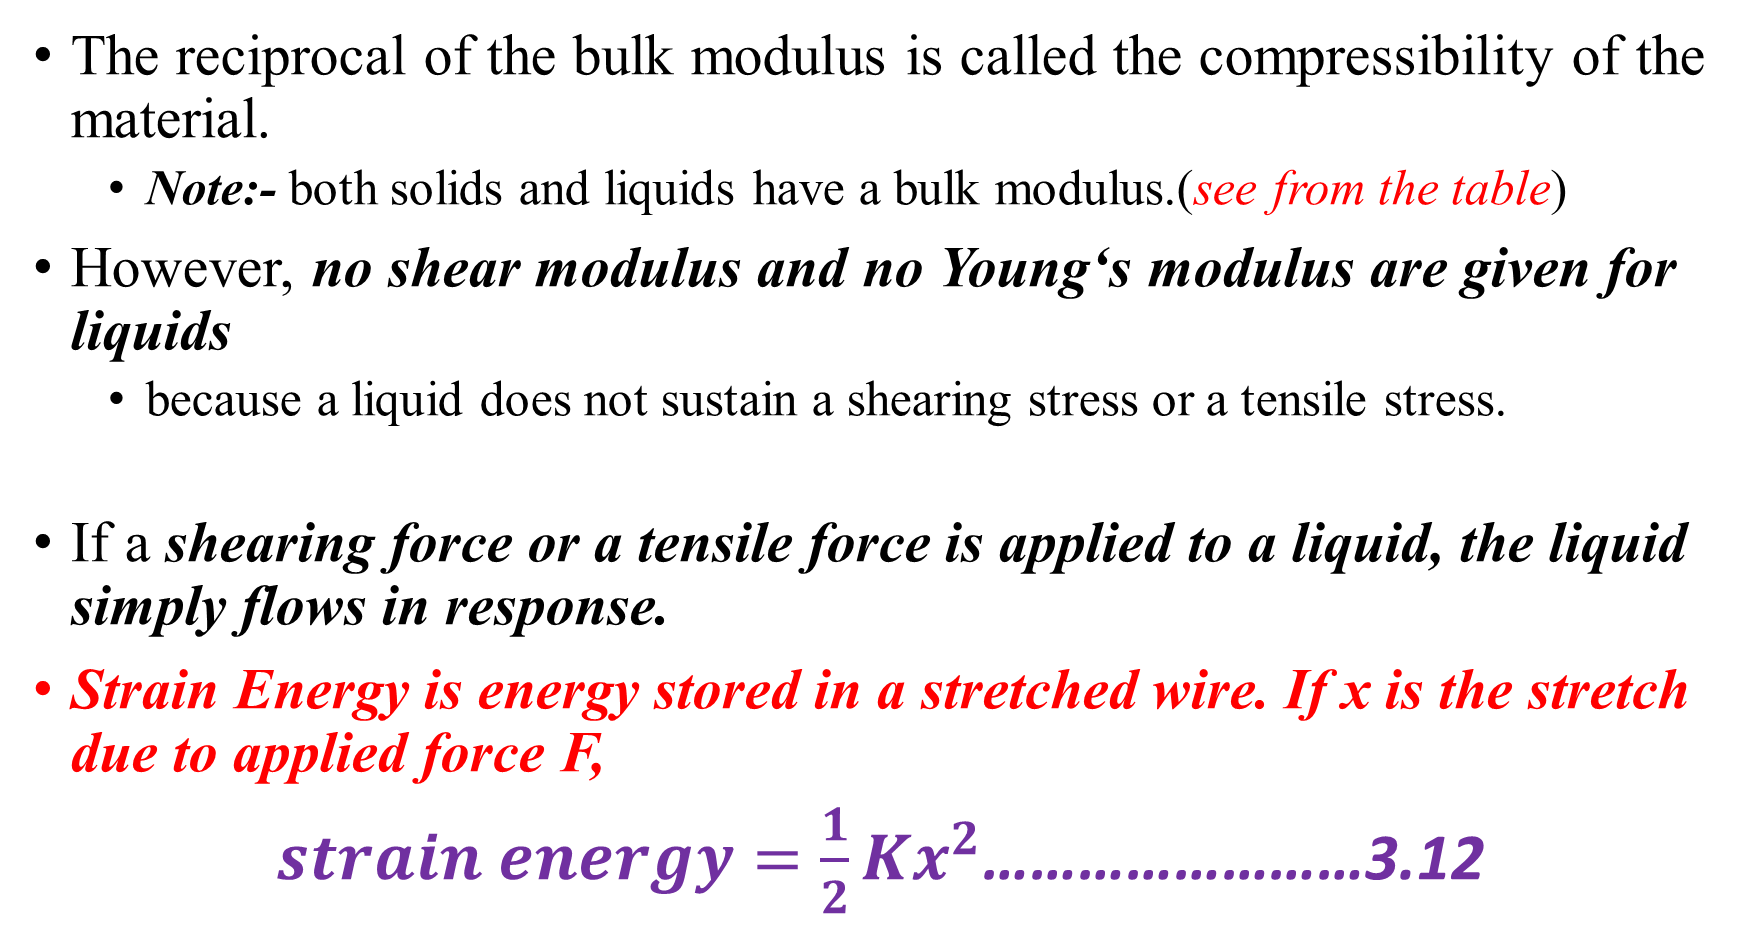 • The reciprocal of the bulk modulus is called the compressibility of the
material.
• Note:- both solids and liquids have a bulk modulus.(see from the table)
• However, no shear modulus and no Young‘s modulus are given for
liquids
• because a liquid does not sustain a shearing stress or a tensile stress.
• If a shearing force or a tensile force is applied to a liquid, the liquid
simply flows in response.
• Strain Energy is energy stored in a stretched wire. If x is the stretch
due to applied force F,
strain energy = 1/2 Kx² ……………………3.12